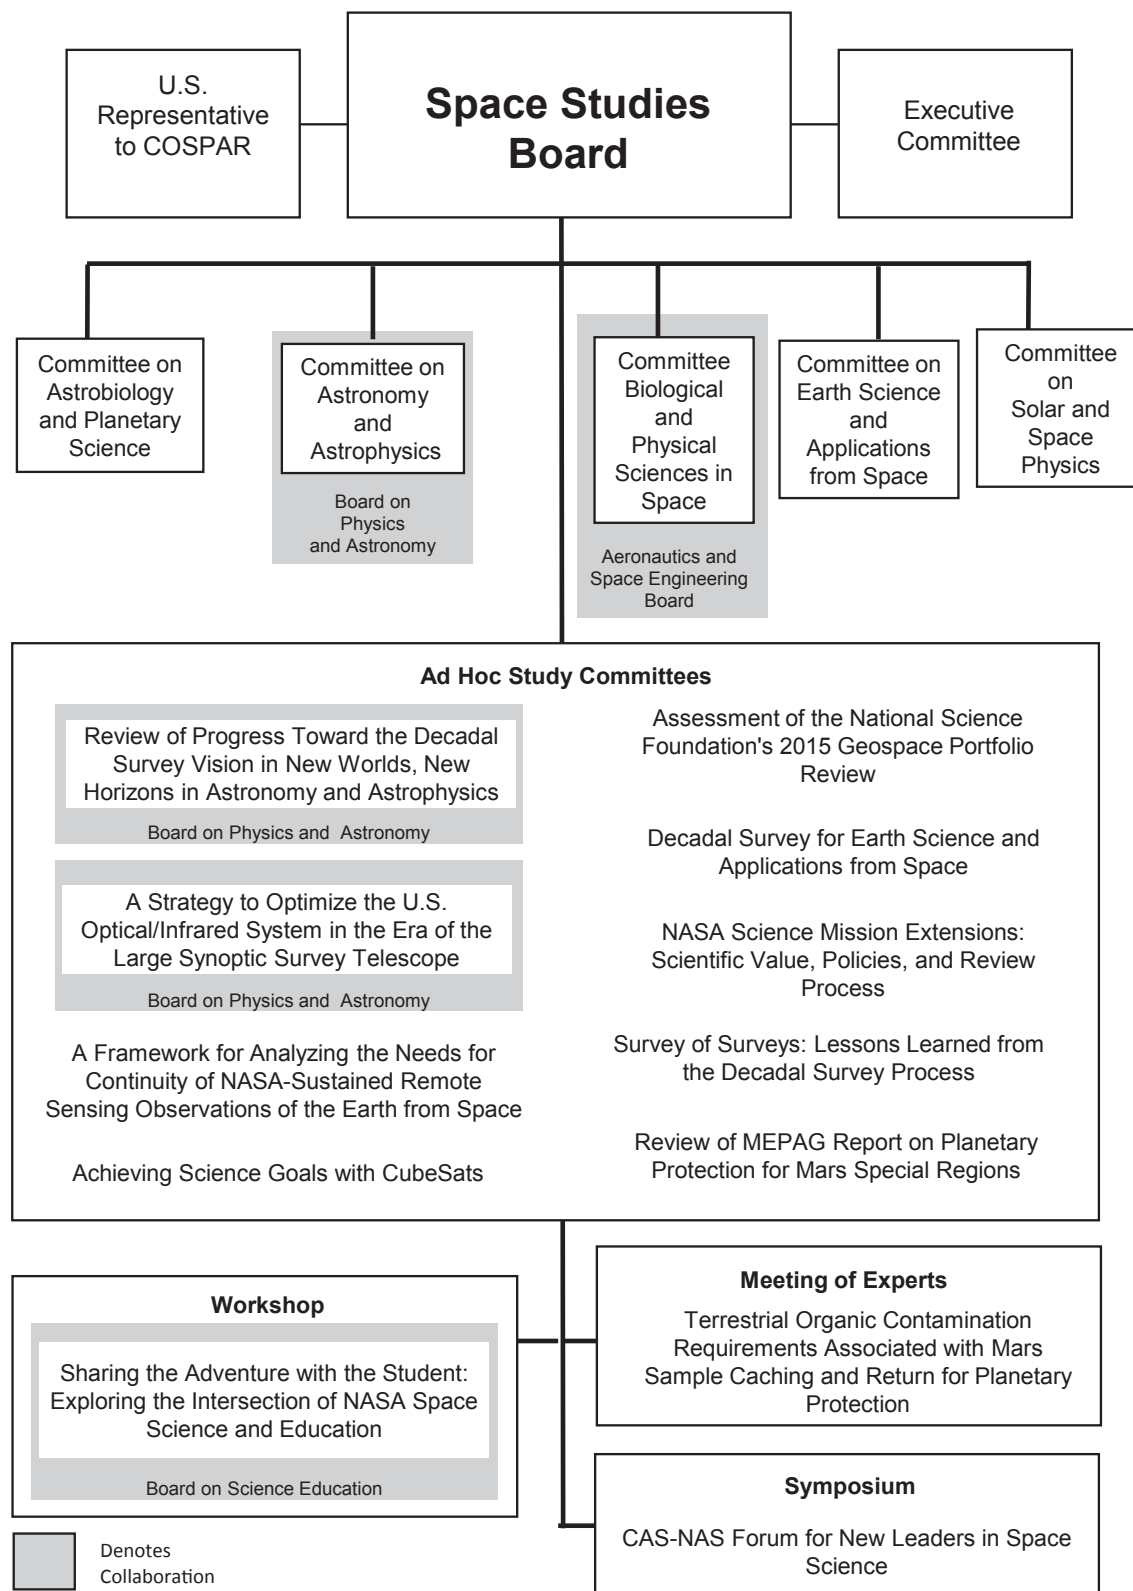 U.S.
Representative
to COSPAR
Space Studies
Board
Executive
Committee
Committee on
Astrobiology
and Planetary
Science
Committee on
Astronomy
and
Astrophysics
Board on
Physics
and Astronomy
Committee
Biological
and
Physical
Sciences in
Space
Aeronautics and
Space Engineering
Board
Committee on
Earth Science
and
Applications
from Space
Committee
on
Solar and
Space
Physics
Ad Hoc Study Committees
Review of Progress Toward the Decadal
Survey Vision in New Worlds, New
Horizons in Astronomy and Astrophysics
Board on Physics and Astronomy
A Strategy to Optimize the U.S.
Optical/Infrared System in the Era of the
Large Synoptic Survey Telescope
Board on Physics and Astronomy
A Framework for Analyzing the Needs for
Continuity of NASA-Sustained Remote
Sensing Observations of the Earth from Space
Achieving Science Goals with CubeSats
Assessment of the National Science
Foundation's 2015 Geospace Portfolio
Review
Decadal Survey for Earth Science and
Applications from Space
NASA Science Mission Extensions:
Scientific Value, Policies, and Review
Process
Survey of Surveys: Lessons Learned from
the Decadal Survey Process
Review of MEPAG Report on Planetary
Protection for Mars Special Regions
Workshop
Sharing the Adventure with the Student:
Exploring the Intersection of NASA Space
Science and Education
Board on Science Education
Meeting of Experts
Terrestrial Organic Contamination
Requirements Associated with Mars
Sample Caching and Return for Planetary
Protection
Symposium
CAS-NAS Forum for New Leaders in Space
Science
Denotes
Collaboration